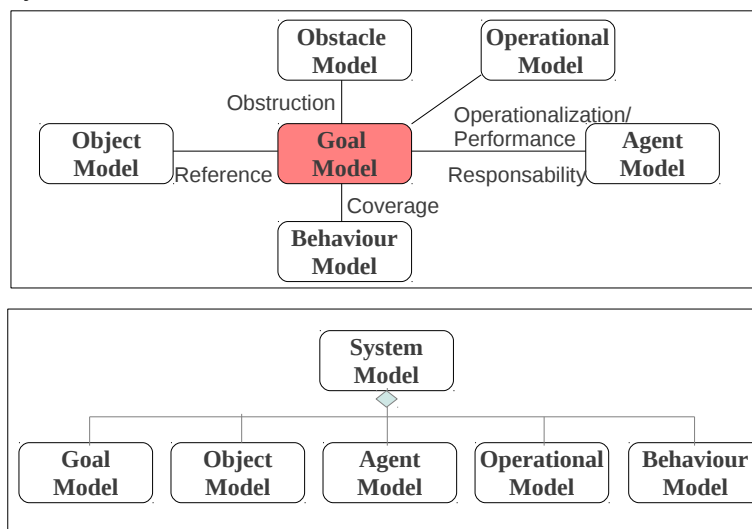 Obstacle
Model
Operational
Model
Obstruction
Operationalization/
Performance
Object
Model
Goal
Model
Agent
Model
Reference
Responsability
Coverage
Behaviour
Model
System
Model
Goal
Model
Object
Model
Agent
Model
Operational
Model
Behaviour
Model